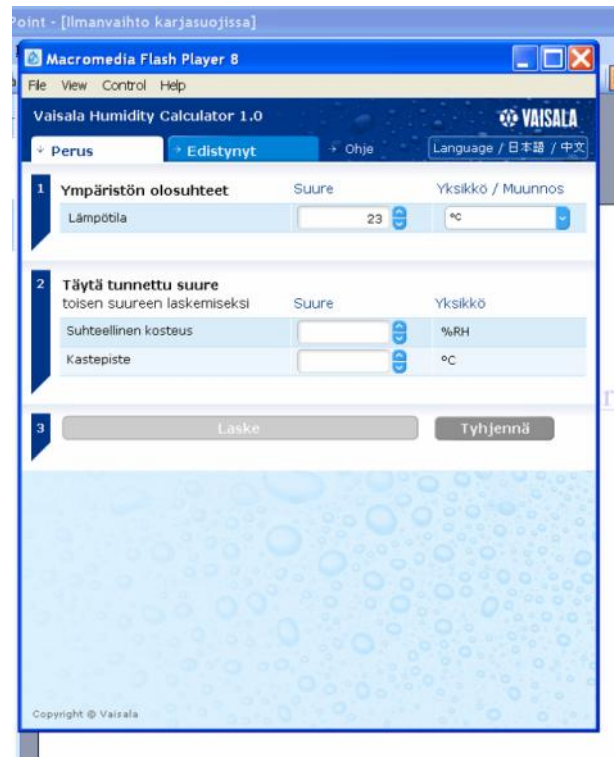 Point - [Ilmanvaihto karjasuojissa]
Macromedia Flash Player 8
File View Control Help
Vaisala Humidity Calculator 1.0 VAISALA
Perus Edistynyt Ohje Language / 日本語 / 中文
1 Ympäristön olosuhteet Suure Yksikkö / Muunnos
Lämpötila 23 °C
2 Täytä tunnettu suure
toisen suureen laskemiseksi Suure Yksikkö
Suhteellinen kosteus %RH
Kastepiste °C
3 Laske Tyhjennä
Copyright © Vaisala